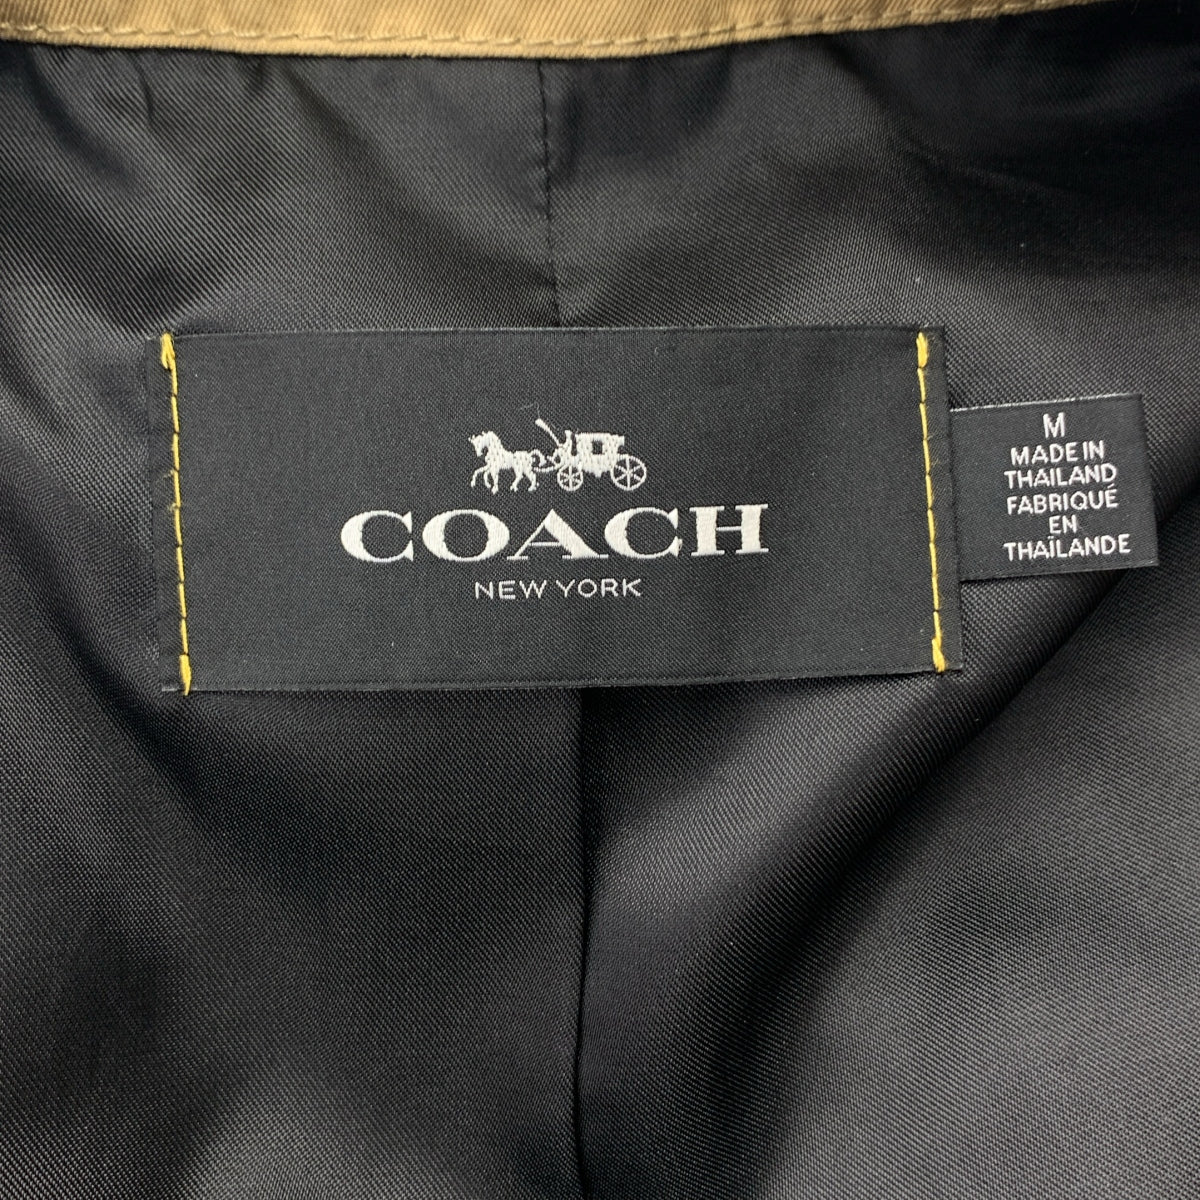 COACH
NEW YORK
M
MADE IN
THAILAND
FABRIQUÉ
EN
THAÏLANDE